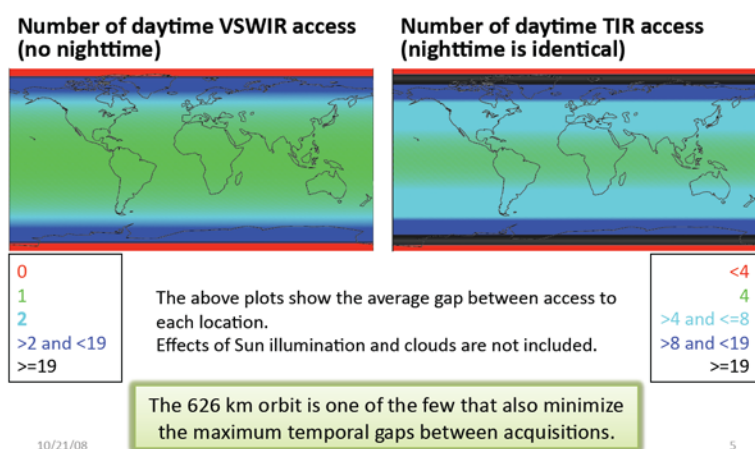 Number of daytime VSWIR access
(no nighttime)
Number of daytime TIR access
(nighttime is identical)
0
1
2
>2 and <19
>=19
The above plots show the average gap between access to
each location.
Effects of Sun illumination and clouds are not included.
<4
4
>4 and <=8
>8 and <19
>=19
The 626 km orbit is one of the few that also minimize
the maximum temporal gaps between acquisitions.
10/21/08
5